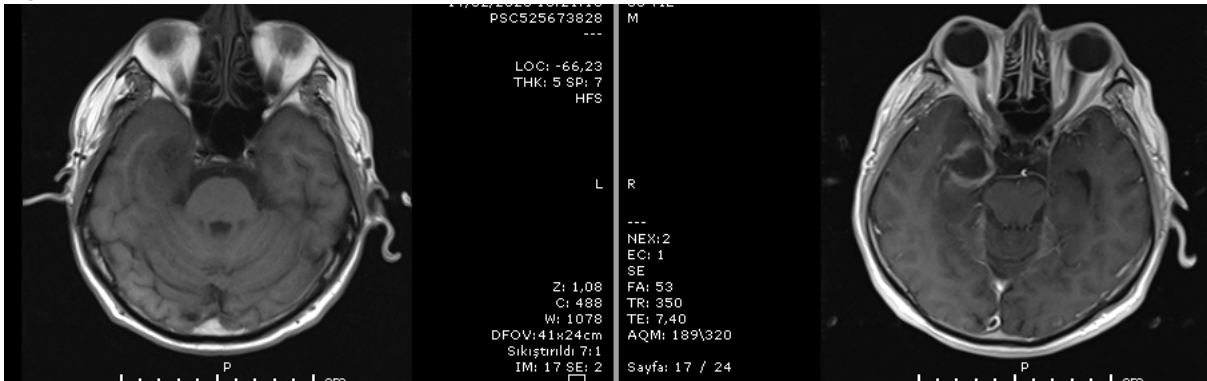 PSC525673828
---
LOC: -66,23
THK: 5 SP: 7
HFS
L
Z: 1,08
C: 488
W: 1078
DFOV:41x24cm
Sıkıştırıldı 7:1
IM: 17 SE: 2
P
cm
M
R
---
NEX:2
EC: 1
SE
FA: 53
TR: 350
TE: 7,40
AQM: 189\320
Sayfa: 17 / 24
P
cm